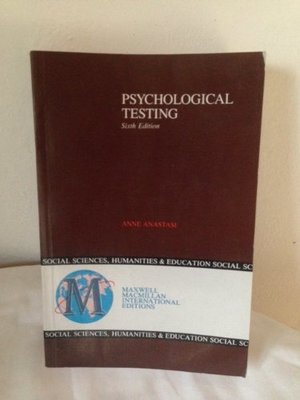 PSYCHOLOGICAL
TESTING
Sixth Edition
ANNE ANASTASI
SOCIAL SCIENCES, HUMANITIES & EDUCATION SOCIAL SC
M
MAXWELL
MACMILLAN
INTERNATIONAL
EDITIONS
SOCIAL SCIENCES, HUMANITIES & EDUCATION SOCIAL SC